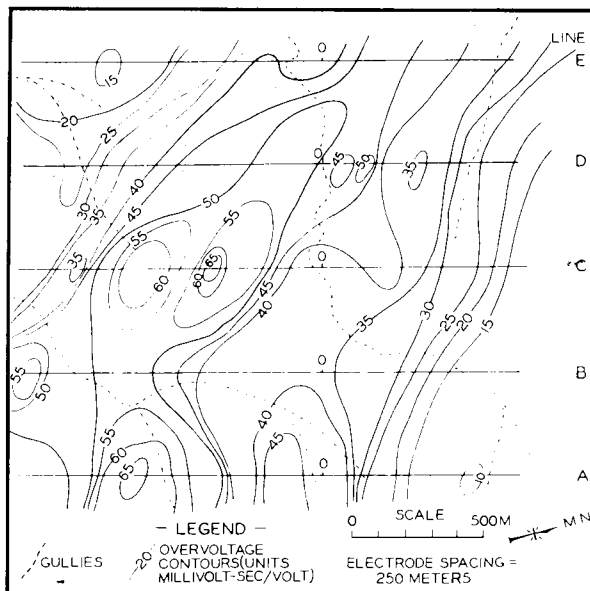 LINE
0 E
15
20
25
0 D
45 50 35
30 35 40 45
50
55
55
0 C
35 60 60 65
45
40
35 30 25 20 15
0 B
55
50
40
55
60 45
65 0 10 A
– LEGEND –
GULLIES
20 OVERVOLTAGE
CONTOURS(UNITS
MILLIVOLT-SEC/VOLT)
SCALE
0 500M
M N
ELECTRODE SPACING =
250 METERS